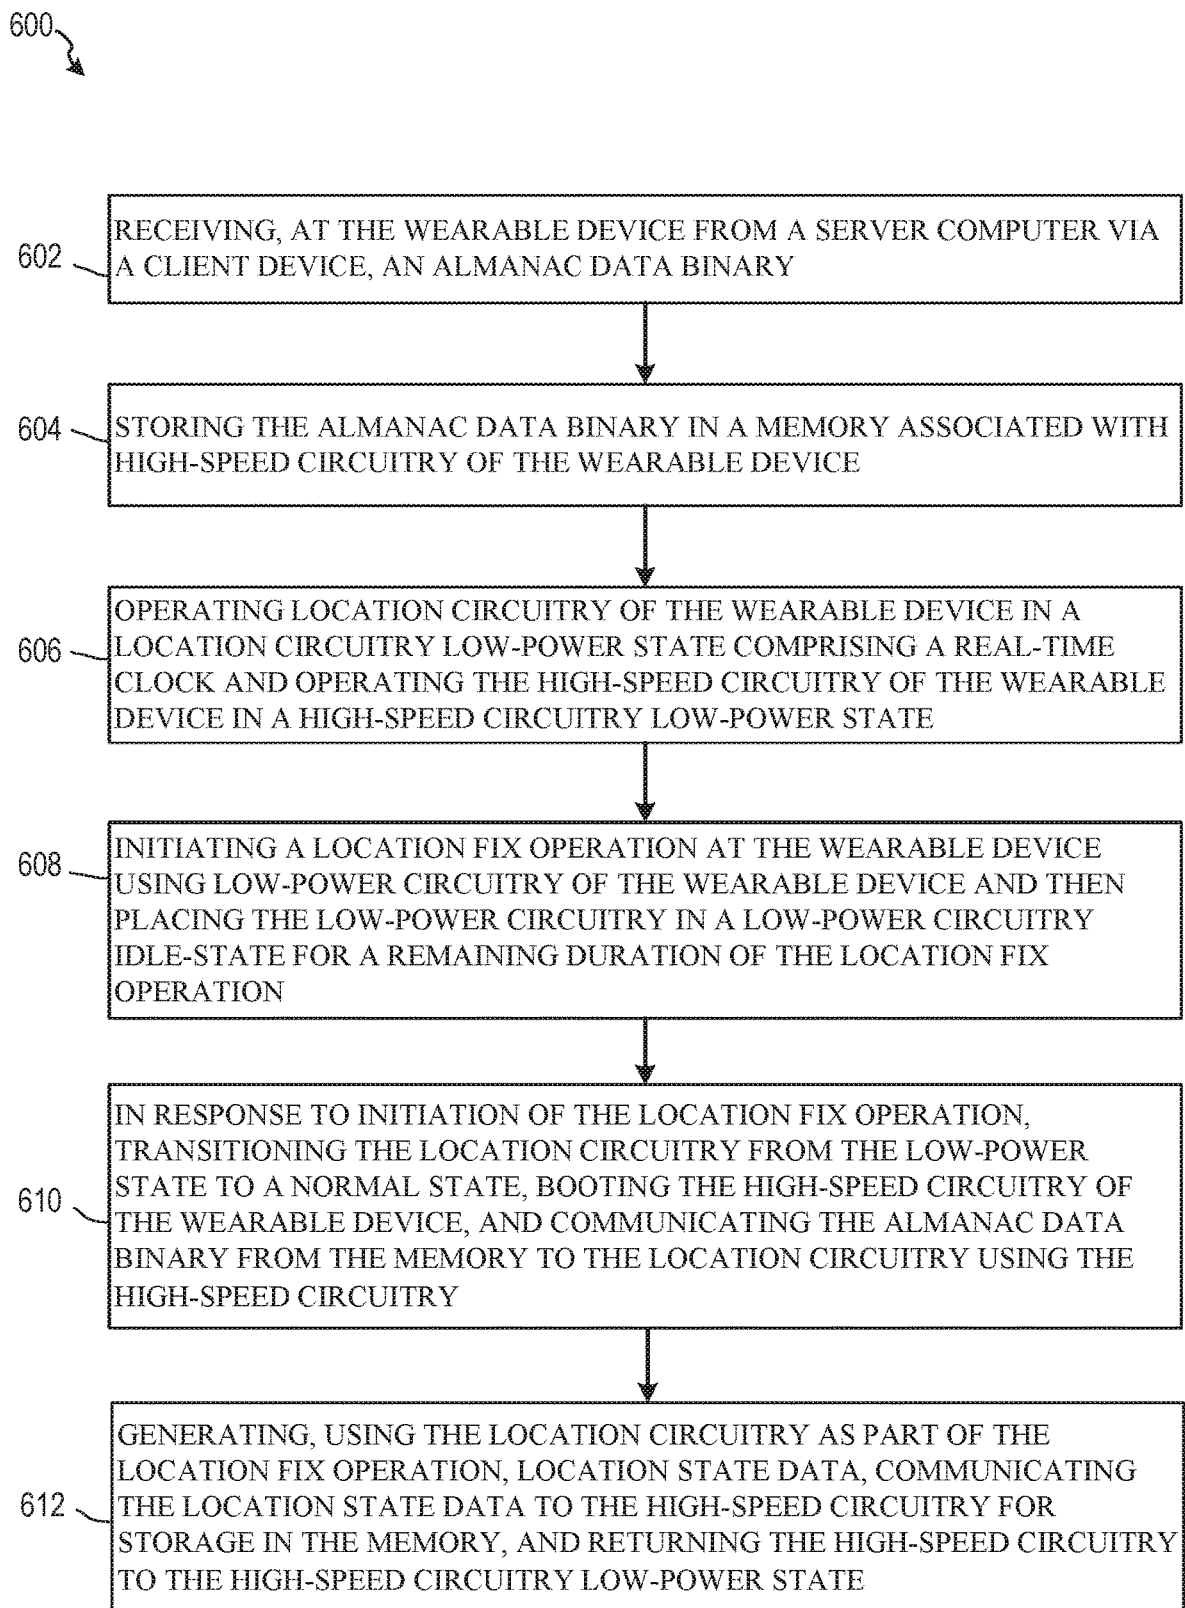 600
602
RECEIVING, AT THE WEARABLE DEVICE FROM A SERVER COMPUTER VIA
A CLIENT DEVICE, AN ALMANAC DATA BINARY
604
STORING THE ALMANAC DATA BINARY IN A MEMORY ASSOCIATED WITH
HIGH-SPEED CIRCUITRY OF THE WEARABLE DEVICE
606
OPERATING LOCATION CIRCUITRY OF THE WEARABLE DEVICE IN A
LOCATION CIRCUITRY LOW-POWER STATE COMPRISING A REAL-TIME
CLOCK AND OPERATING THE HIGH-SPEED CIRCUITRY OF THE WEARABLE
DEVICE IN A HIGH-SPEED CIRCUITRY LOW-POWER STATE
608
INITIATING A LOCATION FIX OPERATION AT THE WEARABLE DEVICE
USING LOW-POWER CIRCUITRY OF THE WEARABLE DEVICE AND THEN
PLACING THE LOW-POWER CIRCUITRY IN A LOW-POWER CIRCUITRY
IDLE-STATE FOR A REMAINING DURATION OF THE LOCATION FIX
OPERATION
610
IN RESPONSE TO INITIATION OF THE LOCATION FIX OPERATION,
TRANSITIONING THE LOCATION CIRCUITRY FROM THE LOW-POWER
STATE TO A NORMAL STATE, BOOTING THE HIGH-SPEED CIRCUITRY OF
THE WEARABLE DEVICE, AND COMMUNICATING THE ALMANAC DATA
BINARY FROM THE MEMORY TO THE LOCATION CIRCUITRY USING THE
HIGH-SPEED CIRCUITRY
612
GENERATING, USING THE LOCATION CIRCUITRY AS PART OF THE
LOCATION FIX OPERATION, LOCATION STATE DATA, COMMUNICATING
THE LOCATION STATE DATA TO THE HIGH-SPEED CIRCUITRY FOR
STORAGE IN THE MEMORY, AND RETURNING THE HIGH-SPEED CIRCUITRY
TO THE HIGH-SPEED CIRCUITRY LOW-POWER STATE